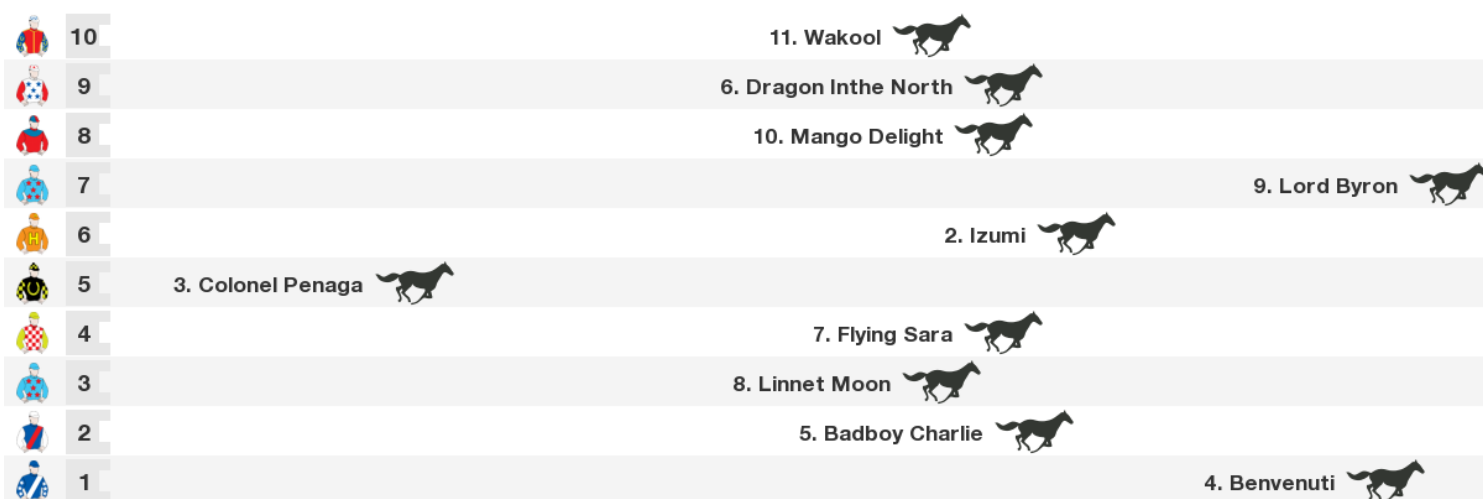 10 11. Wakool
9 6. Dragon Inthe North
8 10. Mango Delight
7 9. Lord Byron
6 2. Izumi
H
5 3. Colonel Penaga
4 7. Flying Sara
3 8. Linnet Moon
2 5. Badboy Charlie
1 4. Benvenuti